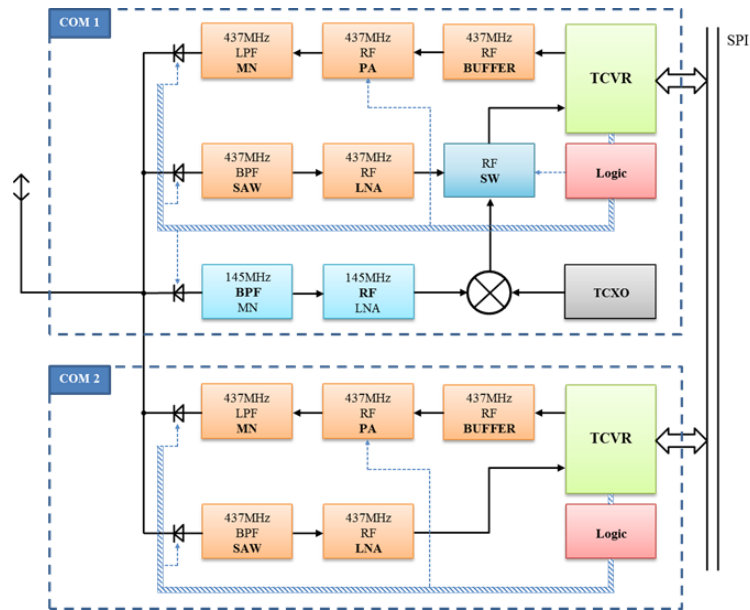 COM 1
437MHz
LPF
MN
437MHz
RF
PA
437MHz
RF
BUFFER
TCVR
SPI
437MHz
BPF
SAW
437MHz
RF
LNA
RF
SW
Logic
145MHz
BPF
MN
145MHz
RF
LNA
TCXO
COM 2
437MHz
LPF
MN
437MHz
RF
PA
437MHz
RF
BUFFER
TCVR
437MHz
BPF
SAW
437MHz
RF
LNA
Logic